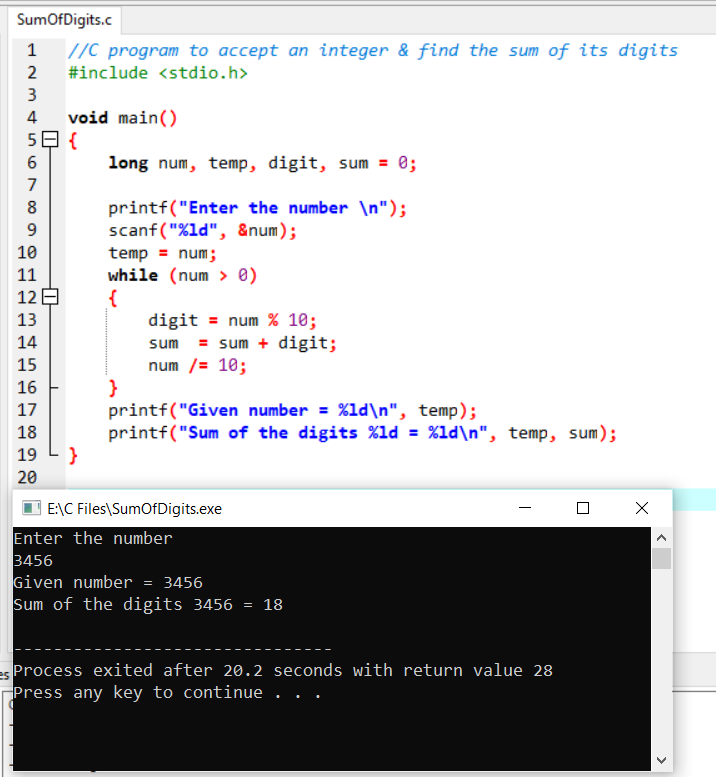 SumOfDigits.c
1 //C program to accept an integer & find the sum of its digits
2 #include <stdio.h>
3
4 void main()
5 {
6 long num, temp, digit, sum = 0;
7
8 printf("Enter the number \n");
9 scanf("%ld", &num);
10 temp = num;
11 while (num > 0)
12 {
13 digit = num % 10;
14 sum  = sum + digit;
15 num /= 10;
16 }
17 printf("Given number = %ld\n", temp);
18 printf("Sum of the digits %ld = %ld\n", temp, sum);
19 }
20
E:\C Files\SumOfDigits.exe
Enter the number
3456
Given number = 3456
Sum of the digits 3456 = 18
--------------------------------
Process exited after 20.2 seconds with return value 28
Press any key to continue . . .
es